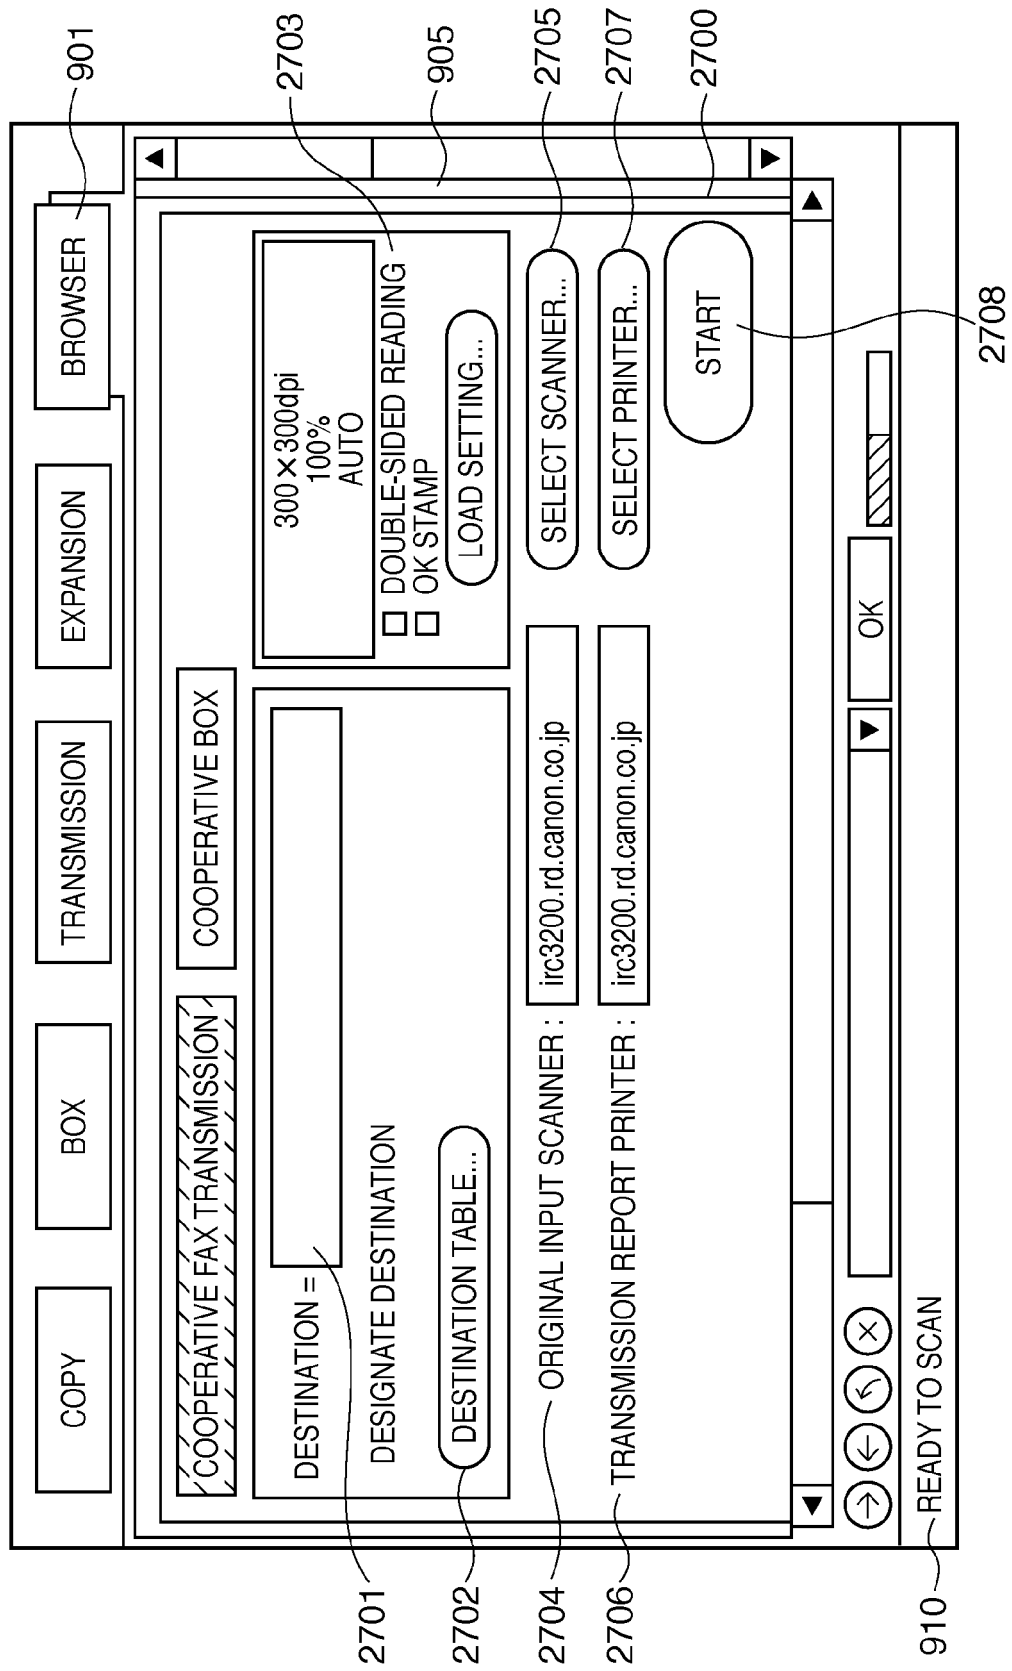 901
2703
905
2705
2707
2700
COPY
BOX
TRANSMISSION
EXPANSION
BROWSER
COOPERATIVE FAX TRANSMISSION
COOPERATIVE BOX
DESTINATION =
DESIGNATE DESTINATION
DESTINATION TABLE...
300×300dpi
100%
AUTO
DOUBLE-SIDED READING
OK STAMP
LOAD SETTING...
ORIGINAL INPUT SCANNER :
irc3200.rd.canon.co.jp
SELECT SCANNER...
TRANSMISSION REPORT PRINTER :
irc3200.rd.canon.co.jp
SELECT PRINTER...
START
OK
READY TO SCAN
2708
2701
2702
2704
2706
910